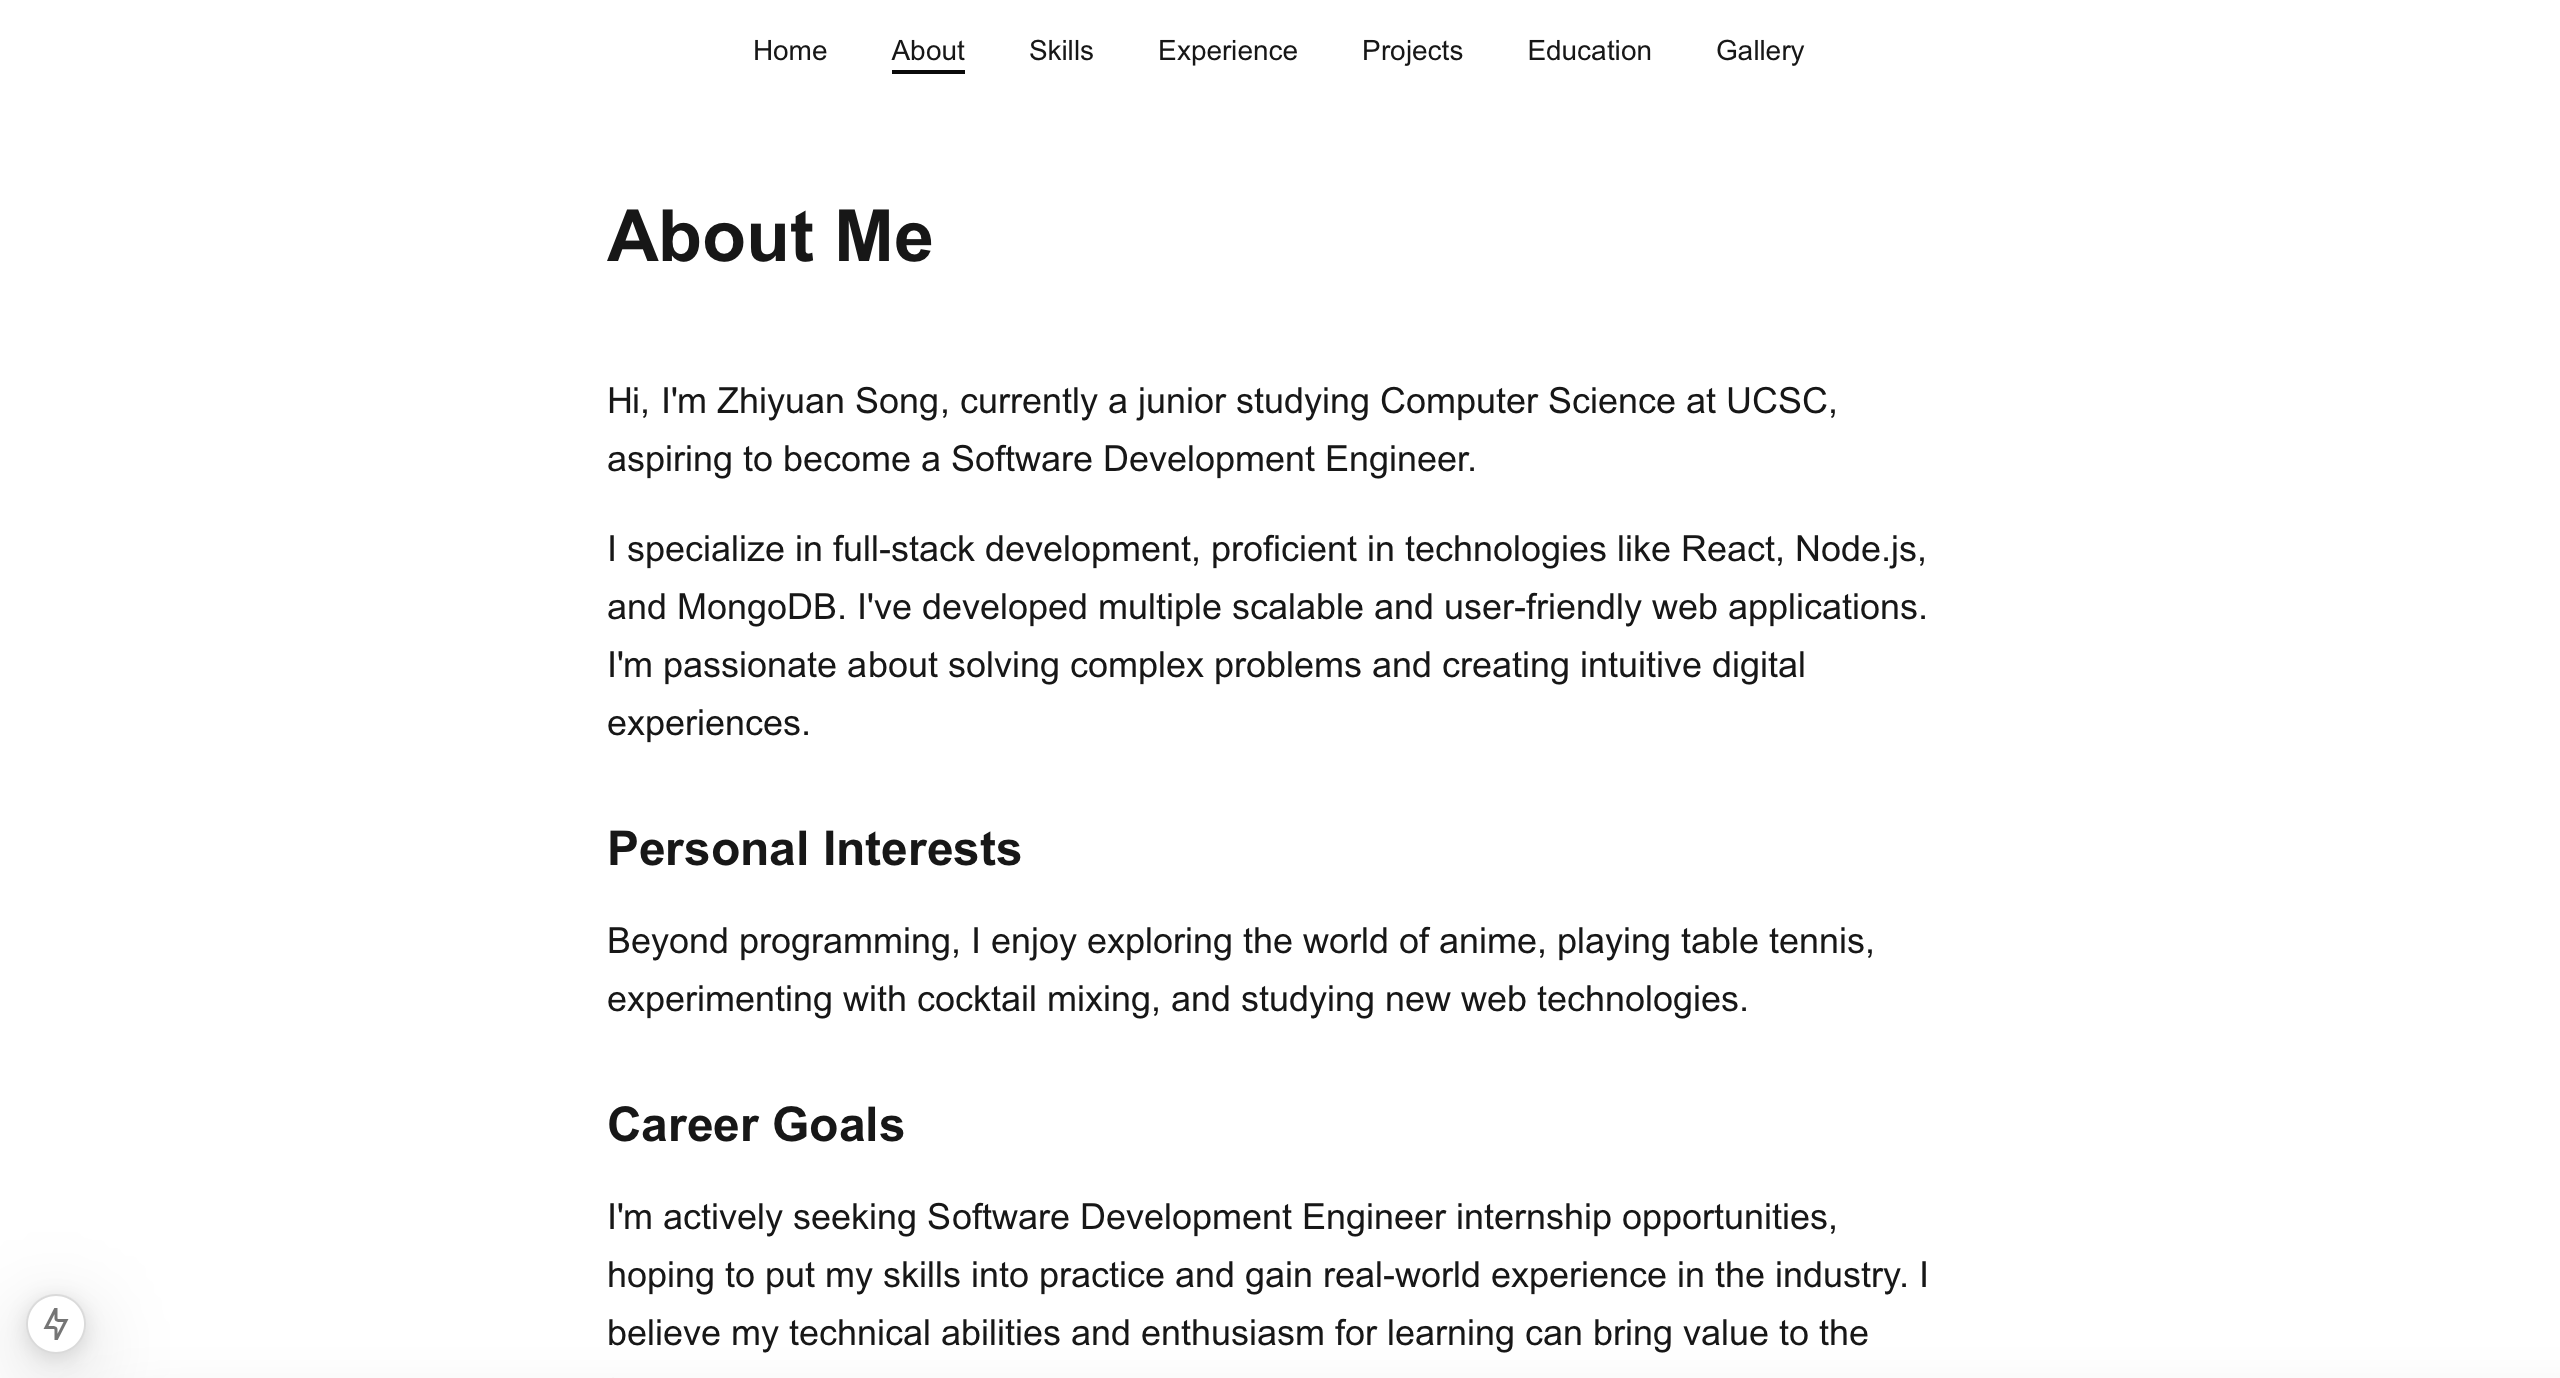 Home About Skills Experience Projects Education Gallery
About Me
Hi, I'm Zhiyuan Song, currently a junior studying Computer Science at UCSC,
aspiring to become a Software Development Engineer.
I specialize in full-stack development, proficient in technologies like React, Node.js,
and MongoDB. I've developed multiple scalable and user-friendly web applications.
I'm passionate about solving complex problems and creating intuitive digital
experiences.
Personal Interests
Beyond programming, I enjoy exploring the world of anime, playing table tennis,
experimenting with cocktail mixing, and studying new web technologies.
Career Goals
I'm actively seeking Software Development Engineer internship opportunities,
hoping to put my skills into practice and gain real-world experience in the industry. I
believe my technical abilities and enthusiasm for learning can bring value to the